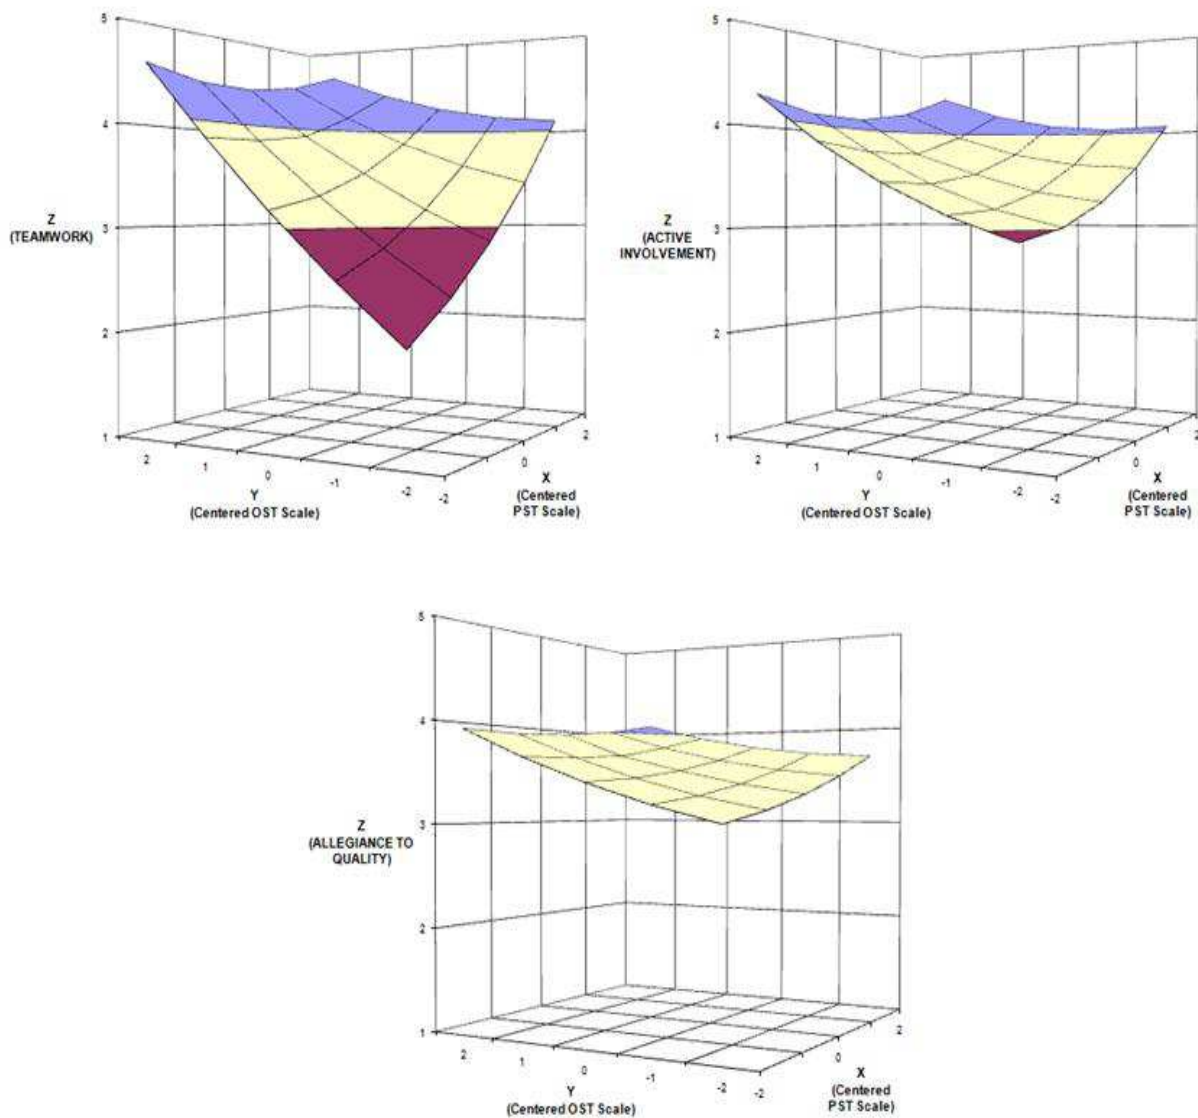 5
4
3
2
1
Z
(TEAMWORK)
2
1
0
-1
-2
Y
(Centered OST Scale)
-2
0
2
X
(Centered
PST Scale)
5
4
3
2
1
Z
(ACTIVE
INVOLVEMENT)
2
1
0
-1
-2
Y
(Centered OST Scale)
-2
0
2
X
(Centered
PST Scale)
5
4
3
2
1
Z
(ALLEGIANCE TO
QUALITY)
2
1
0
-1
-2
Y
(Centered OST Scale)
-2
0
2
X
(Centered
PST Scale)